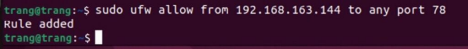 trang@trang:~$ sudo ufw allow from 192.168.163.144 to any port 78
Rule added
trang@trang:~$